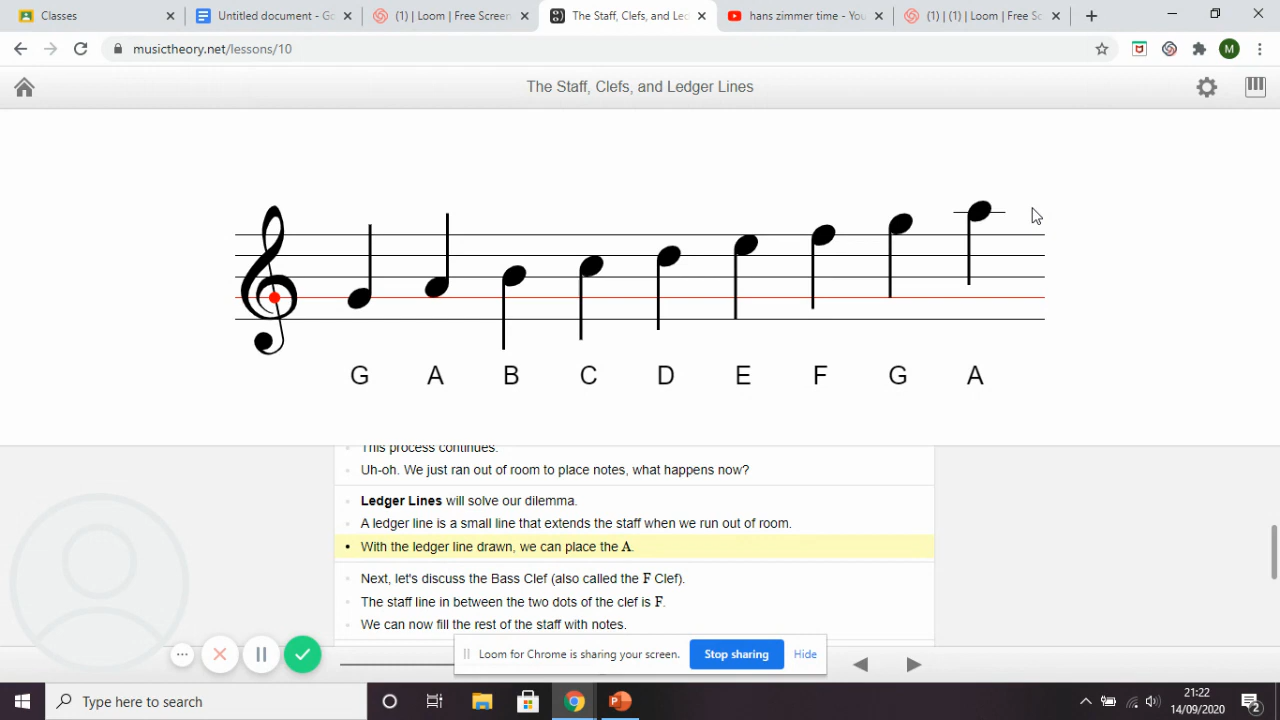 Classes
Untitled document - Go
(1) | Loom | Free Screen
The Staff, Clefs, and Led
hans zimmer time - You
(1) | (1) | Loom | Free Sc
musictheory.net/lessons/10
M
The Staff, Clefs, and Ledger Lines
G A B C D E F G A
This process continues.
Uh-oh. We just ran out of room to place notes, what happens now?
Ledger Lines will solve our dilemma.
A ledger line is a small line that extends the staff when we run out of room.
With the ledger line drawn, we can place the A.
Next, let's discuss the Bass Clef (also called the F Clef).
The staff line in between the two dots of the clef is F.
We can now fill the rest of the staff with notes.
Loom for Chrome is sharing your screen.
Stop sharing
Hide
Type here to search
21:22
14/09/2020
2